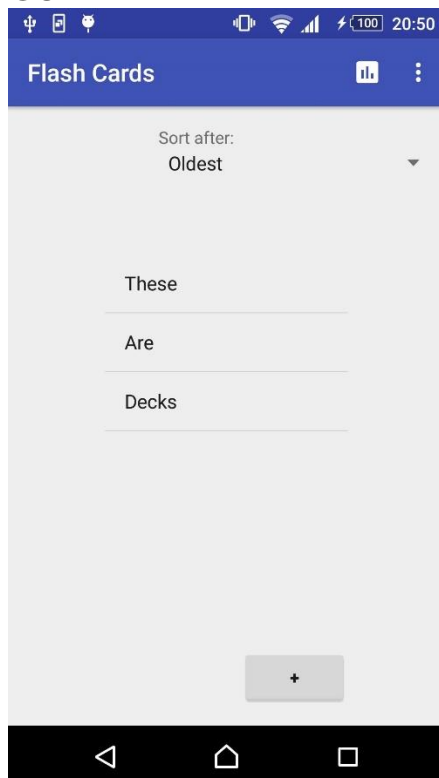 100 20:50
Flash Cards
Sort after:
Oldest
These
Are
Decks
+